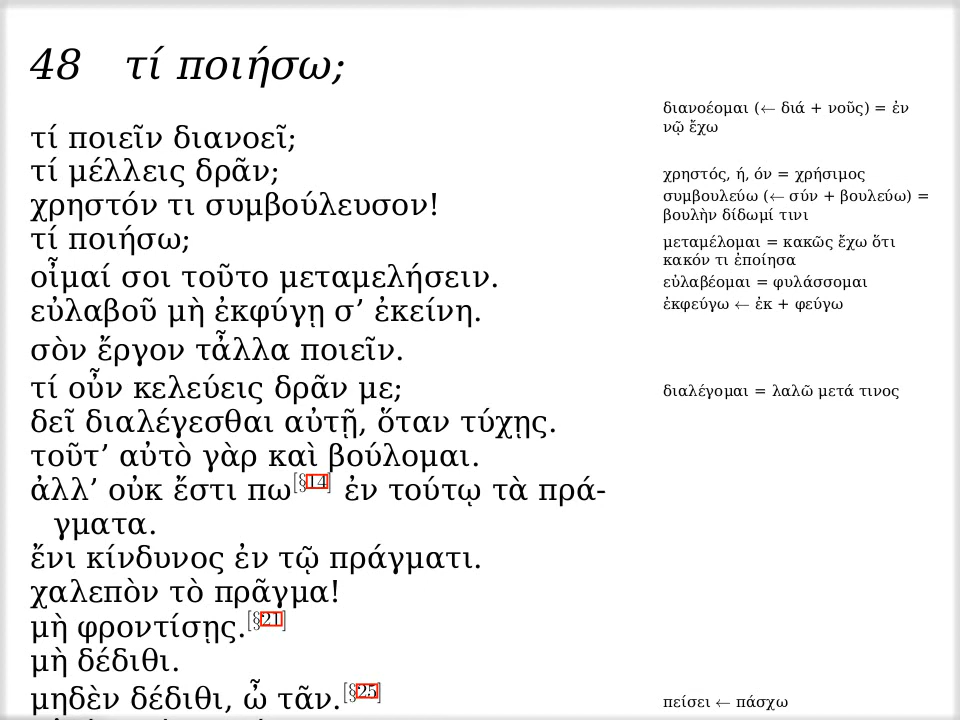 48 τί ποιήσω;
τί ποιεῖν διανοεῖ;
τί μέλλεις δρᾶν;
χρηστόν τι συμβούλευσον!
τί ποιήσω;
οἶμαί σοι τοῦτο μεταμελήσειν.
εὐλαβοῦ μὴ ἐκφύγῃ σ’ ἐκείνη.
σὸν ἔργον τἆλλα ποιεῖν.
τί οὖν κελεύεις δρᾶν με;
δεῖ διαλέγεσθαι αὐτῇ, ὅταν τύχῃς.
τοῦτ’ αὐτὸ γὰρ καὶ βούλομαι.
ἀλλ’ οὐκ ἔστι πω[§14] ἐν τούτῳ τὰ πρά-
γματα.
ἔνι κίνδυνος ἐν τῷ πράγματι.
χαλεπὸν τὸ πρᾶγμα!
μὴ φροντίσῃς.[§21]
μὴ δέδιθι.
μηδὲν δέδιθι, ὦ τᾶν.[§25]
διανοέομαι (← διά + νοῦς) = ἐν
νῷ ἔχω
χρηστός, ή, όν = χρήσιμος
συμβουλεύω (← σύν + βουλεύω) =
βουλὴν δίδωμί τινι
μεταμέλομαι = κακῶς ἔχω ὅτι
κακόν τι ἐποίησα
εὐλαβέομαι = φυλάσσομαι
ἐκφεύγω ← ἐκ + φεύγω
διαλέγομαι = λαλῶ μετά τινος
πείσει ← πάσχω